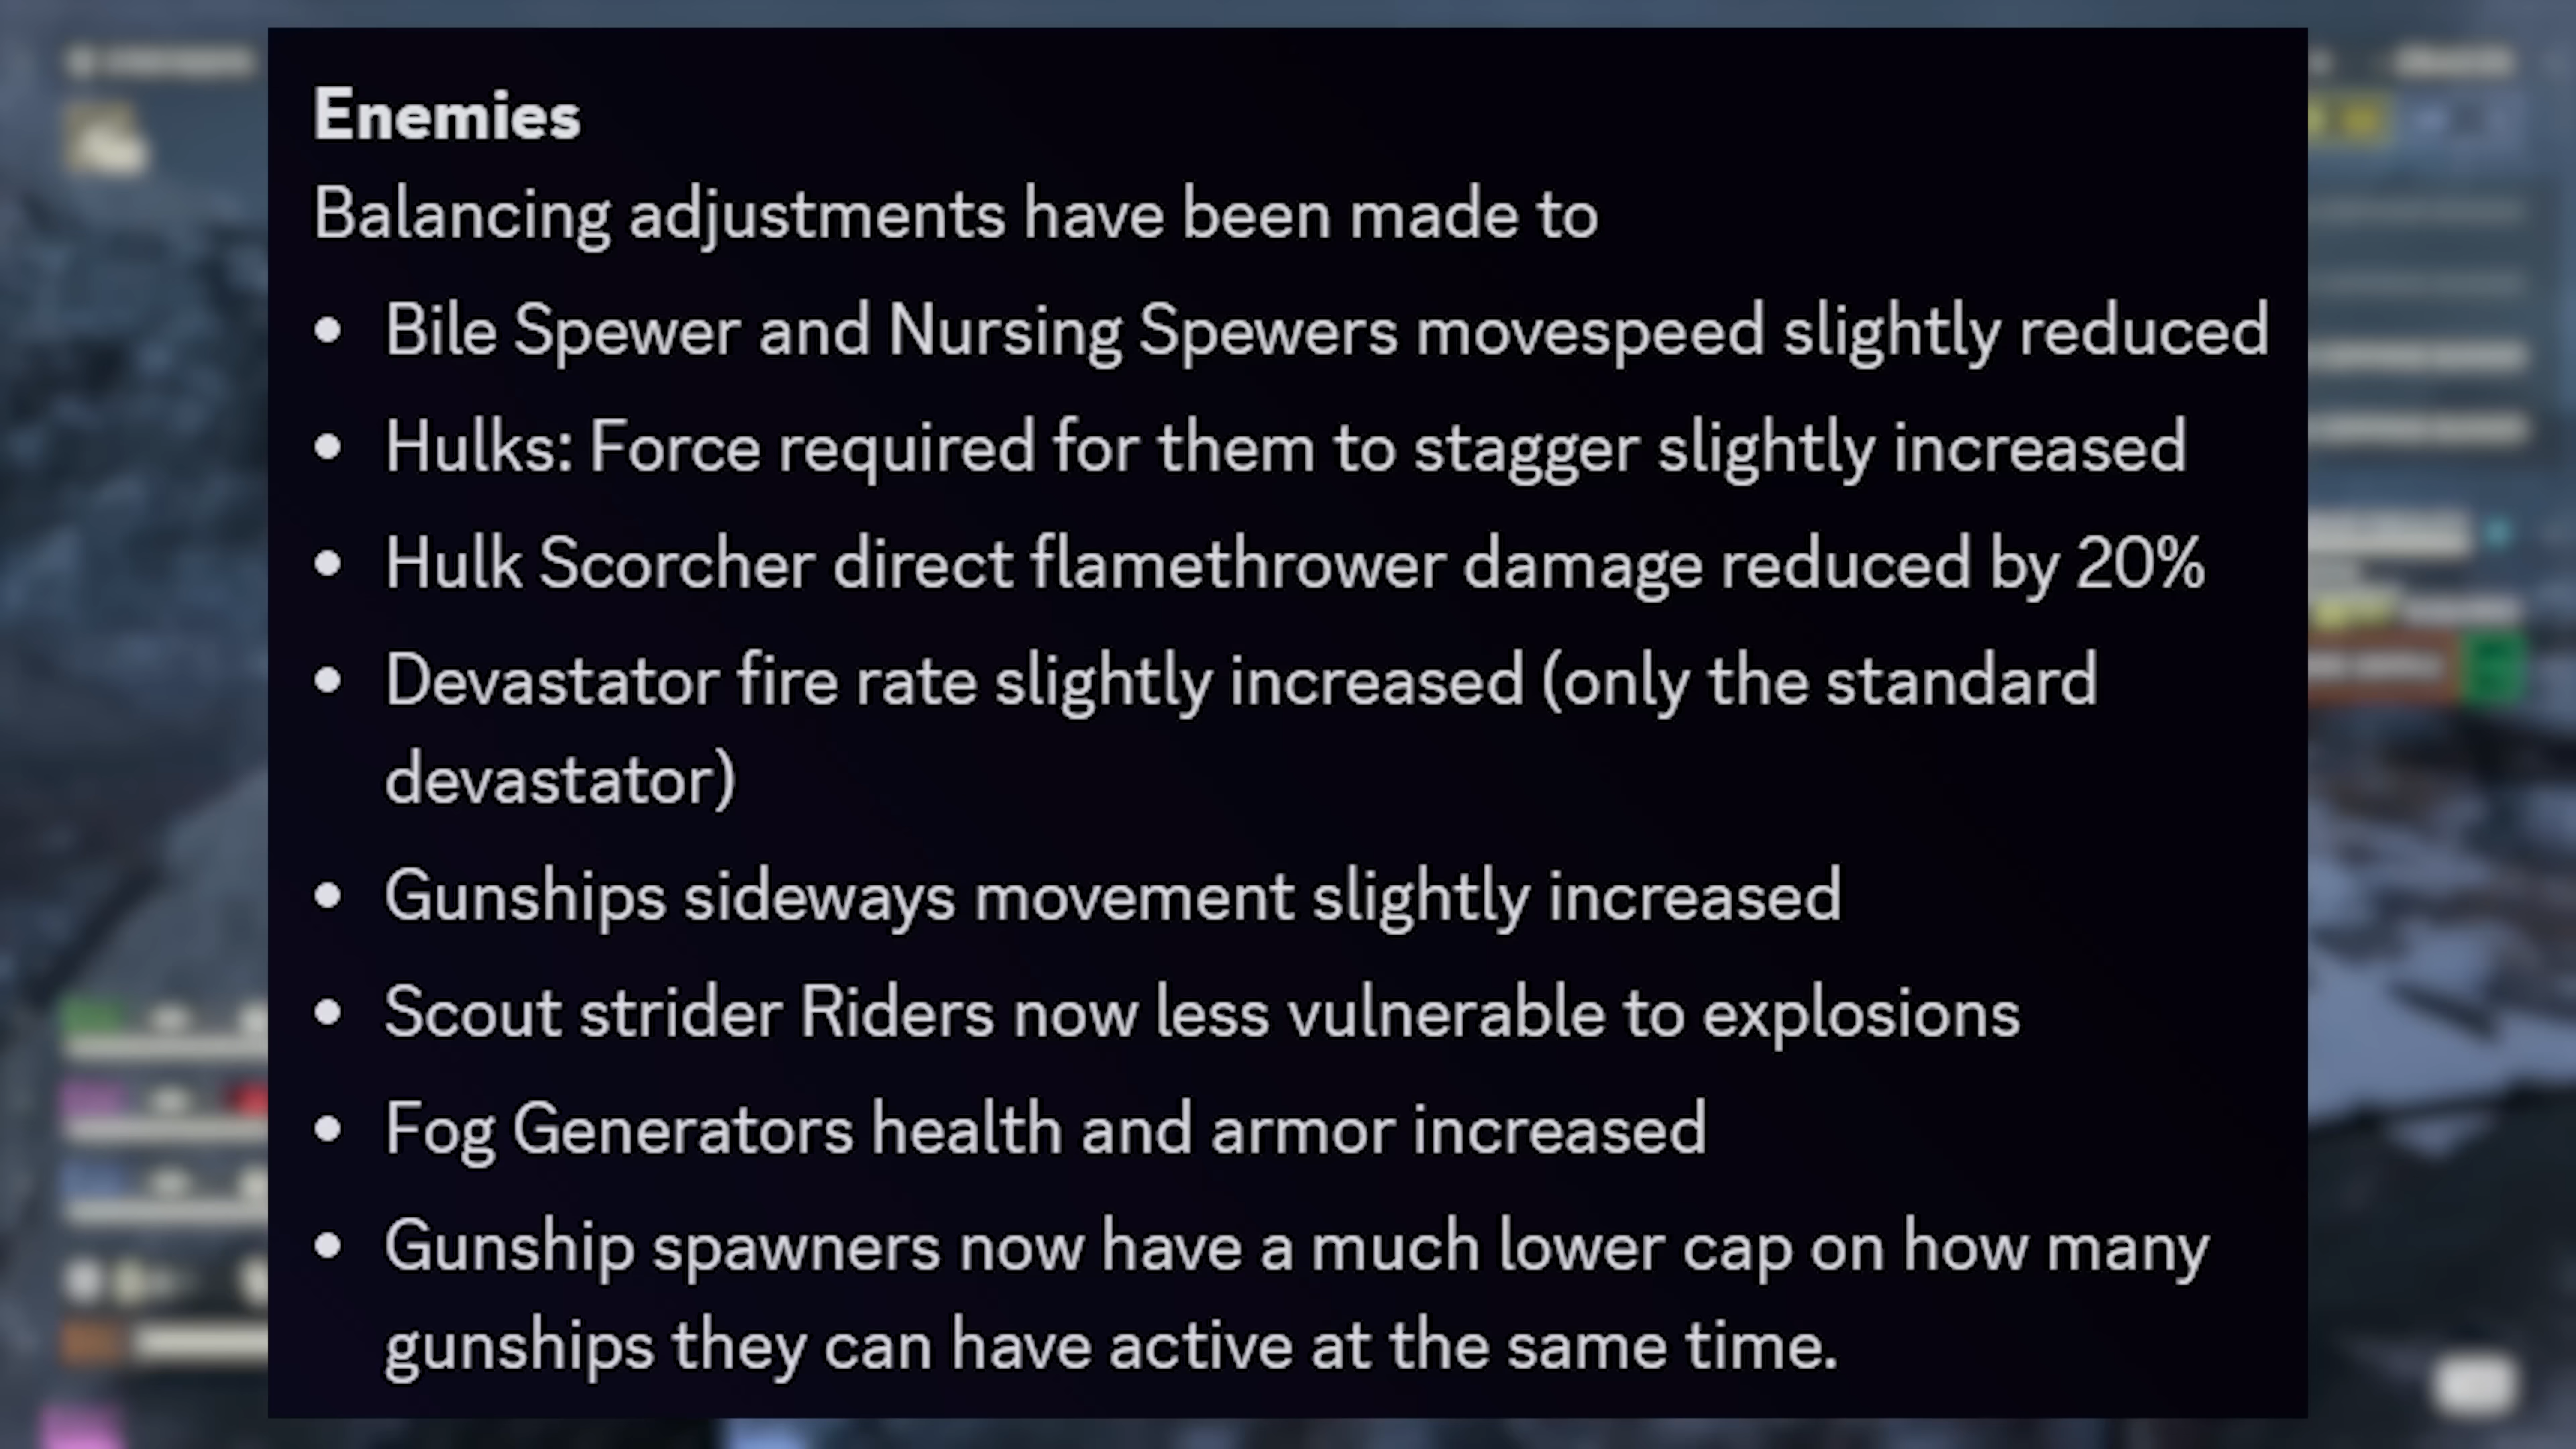 Enemies
Balancing adjustments have been made to
• Bile Spewer and Nursing Spewers movespeed slightly reduced
• Hulks: Force required for them to stagger slightly increased
• Hulk Scorcher direct flamethrower damage reduced by 20%
• Devastator fire rate slightly increased (only the standard
devastator)
• Gunships sideways movement slightly increased
• Scout strider Riders now less vulnerable to explosions
• Fog Generators health and armor increased
• Gunship spawners now have a much lower cap on how many
gunships they can have active at the same time.